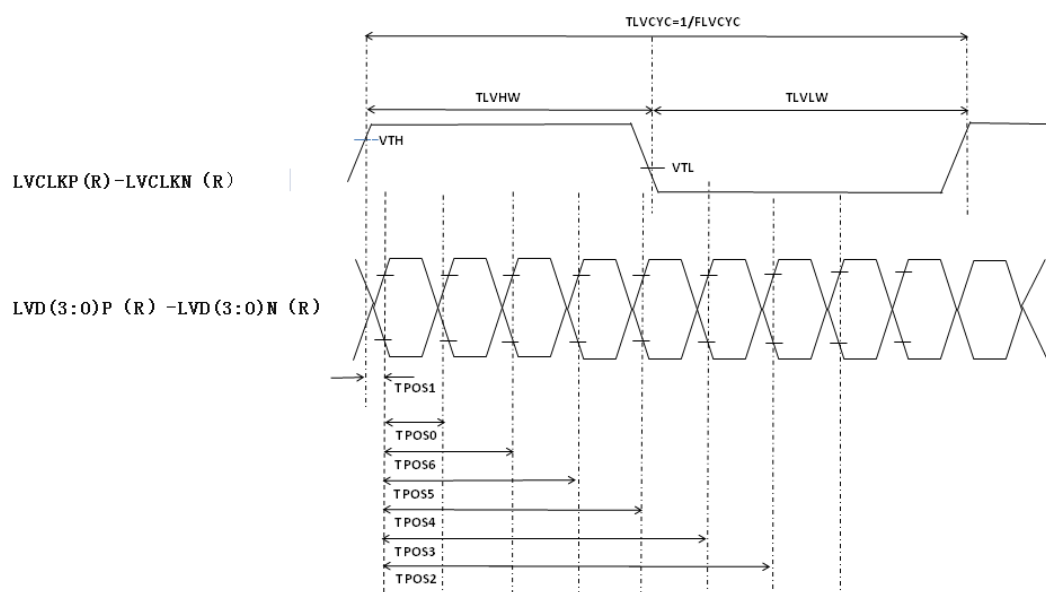 TLVCYC=1/FLVCYC
TLVHW
TLVLW
VTH
VTL
LVCLKP(R)-LVCLKN (R)
LVD(3:0)P (R) -LVD(3:0)N (R)
TPOS1
TPOS0
TPOS6
TPOS5
TPOS4
TPOS3
TPOS2